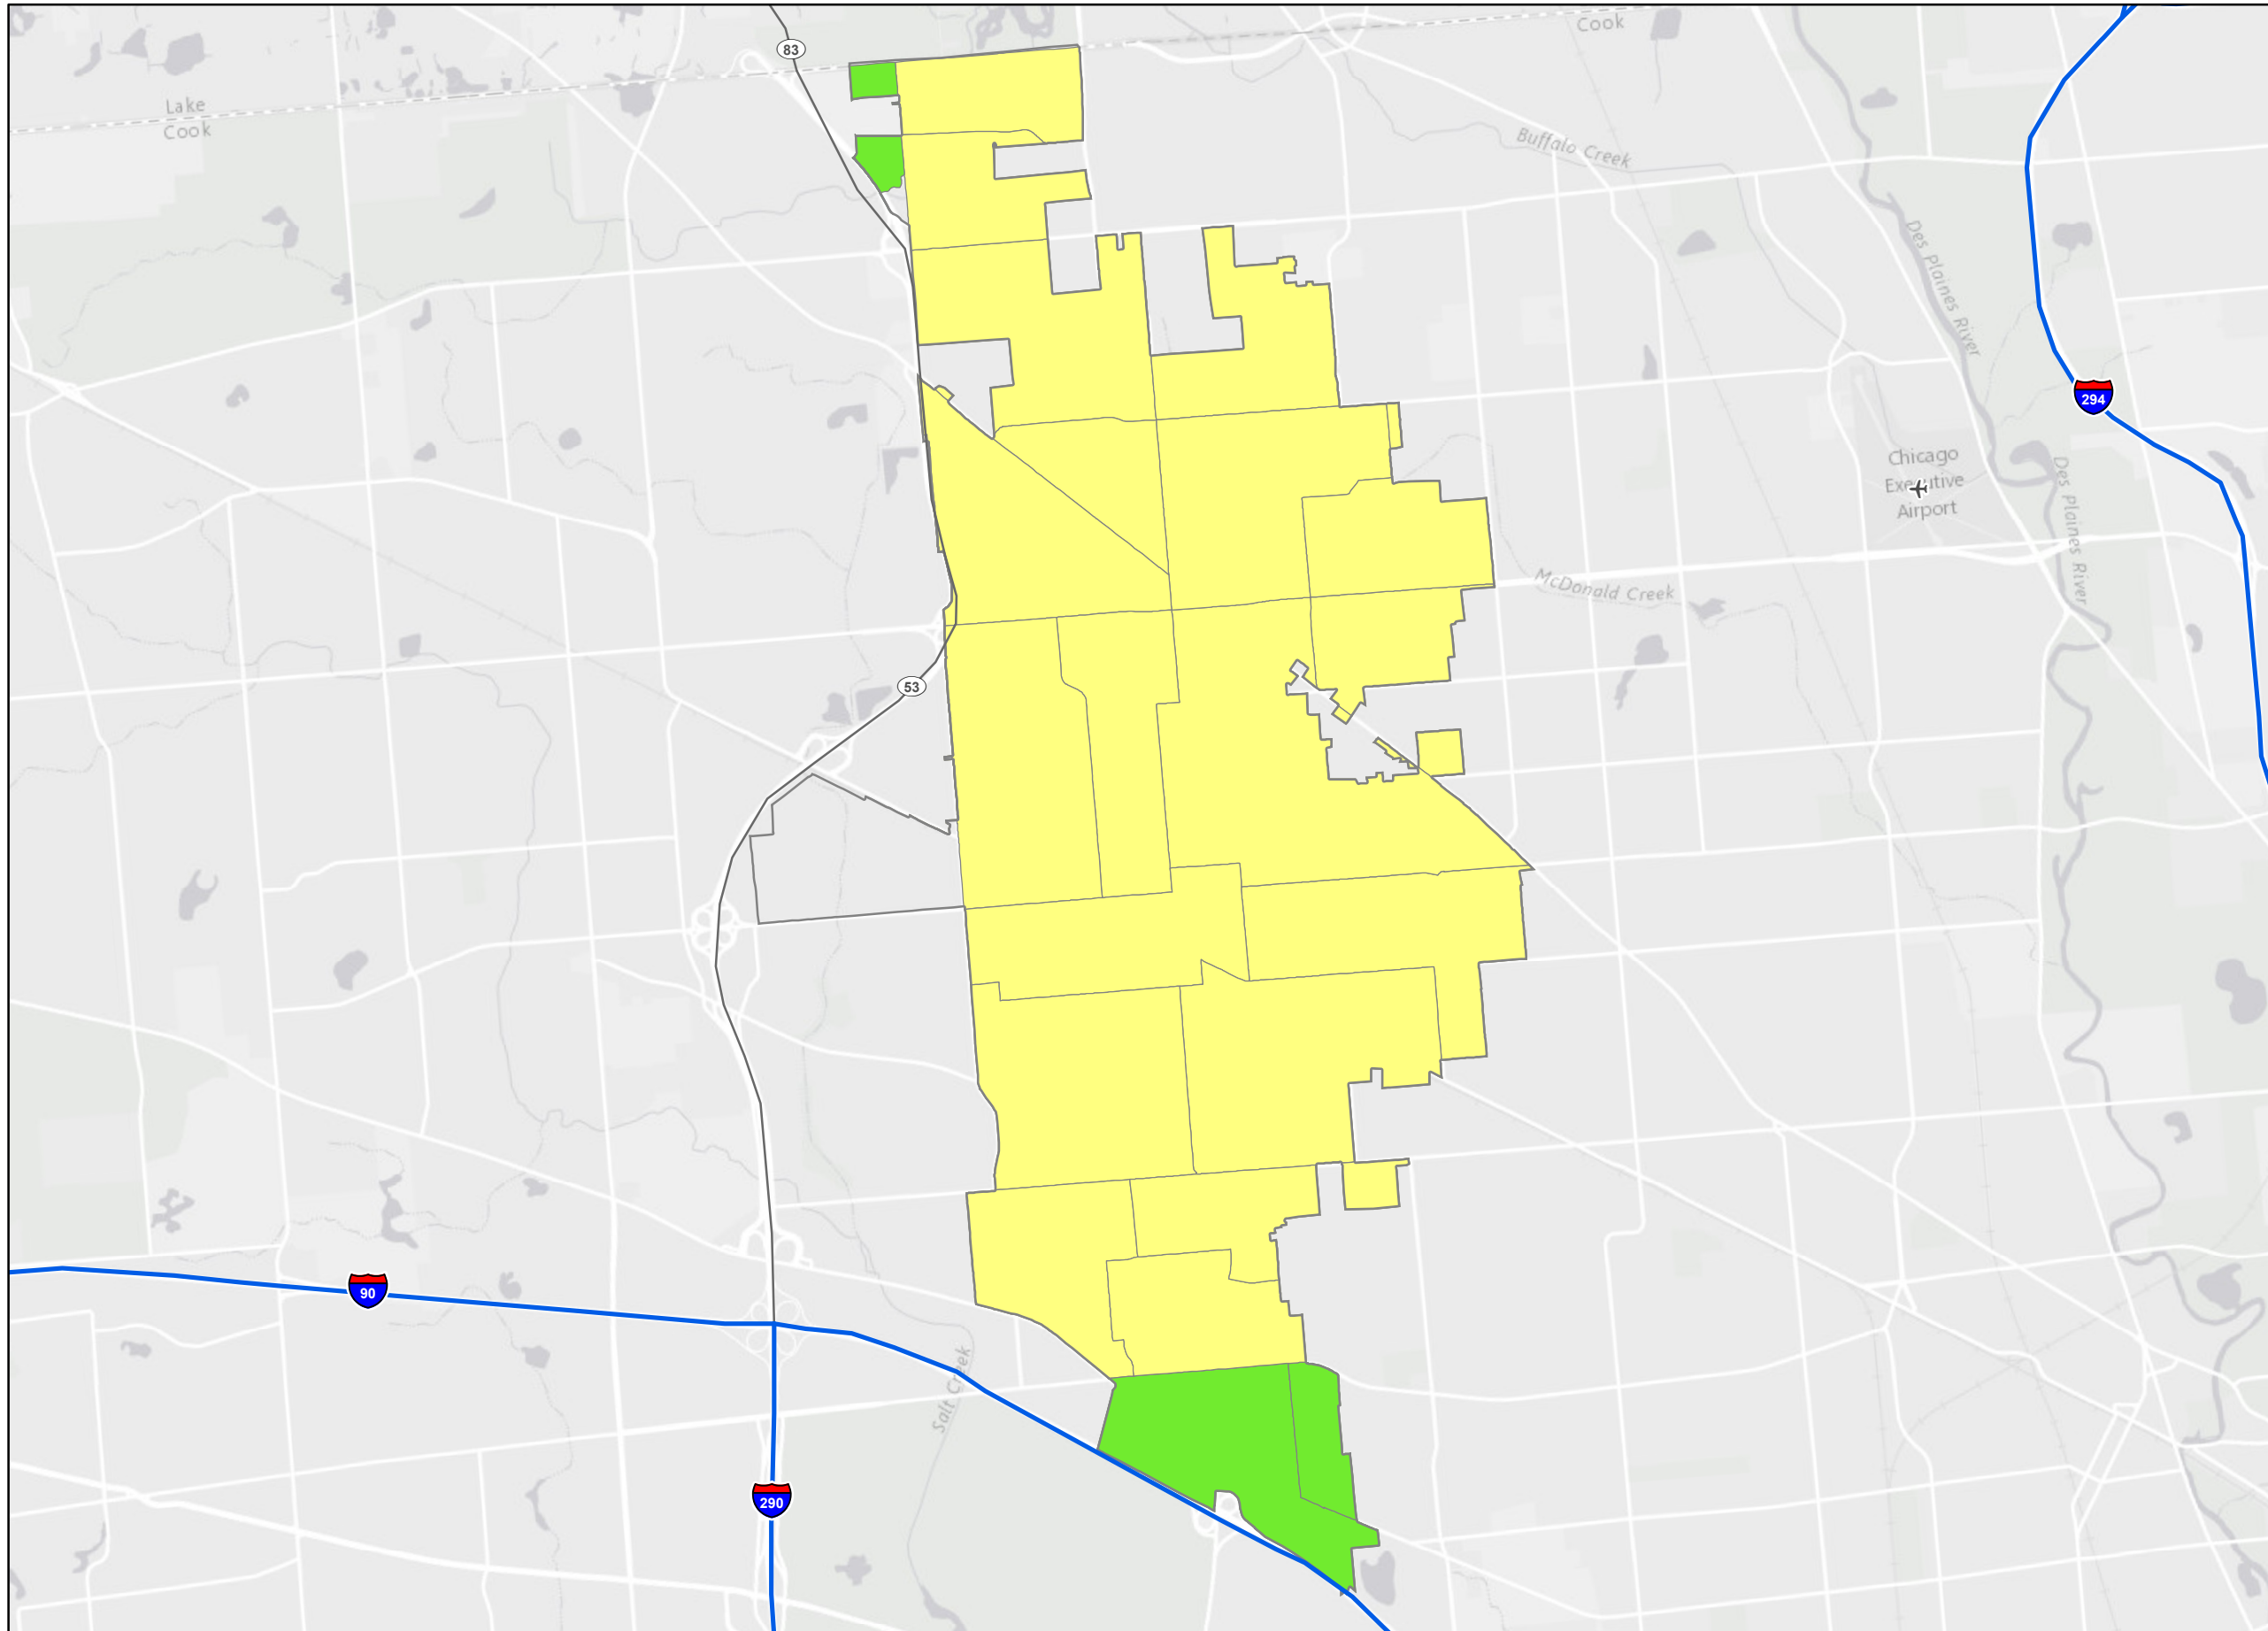 Cook
83
Lake
Cook
Buffalo Creek
Des Plaines River
294
Chicago
Executive
Airport
Des Plaines River
McDonald Creek
53
90
Salt Creek
290